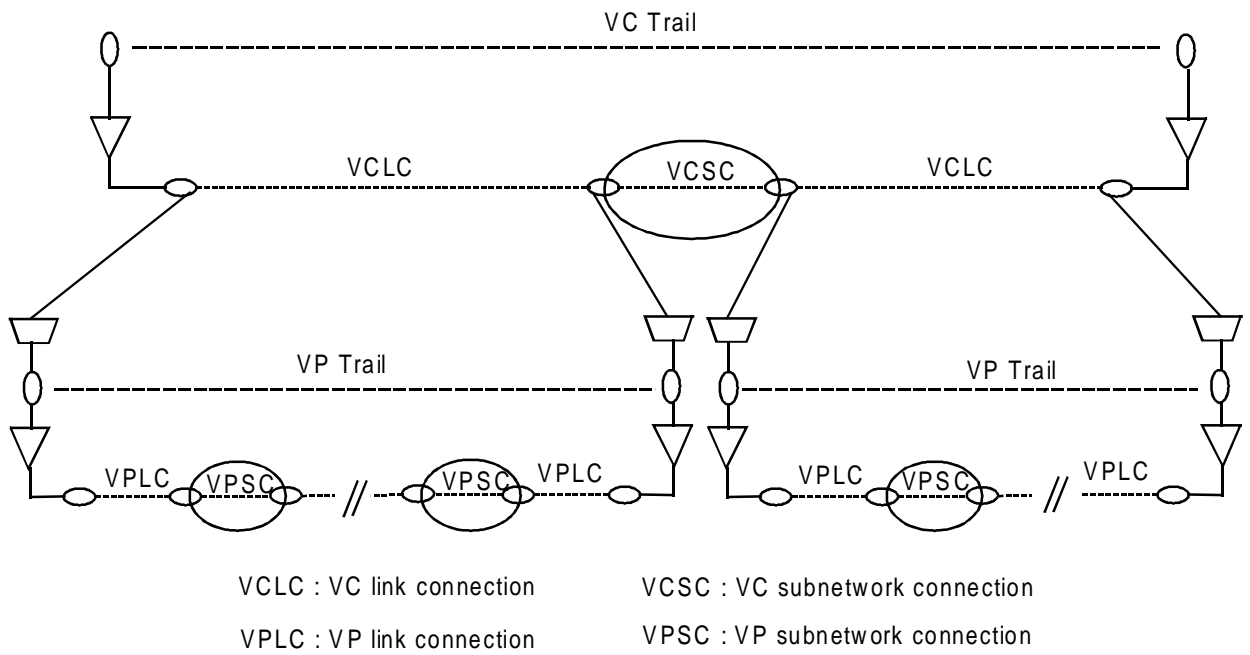 VC Trail
VCLC VCSC VCLC
VP Trail VP Trail
VPLC VPSC VPSC VPLC VPLC VPSC VPLC
VCLC : VC link connection VCSC : VC subnetwork connection
VPLC : VP link connection VPSC : VP subnetwork connection